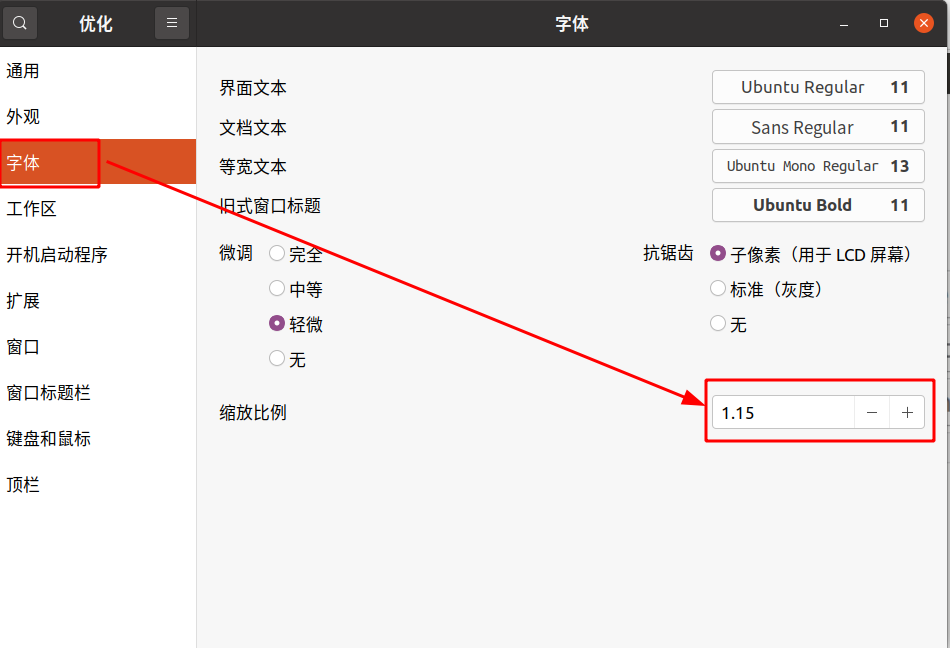 优化
字体
通用
外观
字体
工作区
开机启动程序
扩展
窗口
窗口标题栏
键盘和鼠标
顶栏
界面文本 Ubuntu Regular 11
文档文本 Sans Regular 11
等宽文本 Ubuntu Mono Regular 13
旧式窗口标题 Ubuntu Bold 11
微调 完全 抗锯齿 子像素（用于 LCD 屏幕）
中等 标准（灰度）
轻微 无
无
缩放比例 1.15 − +